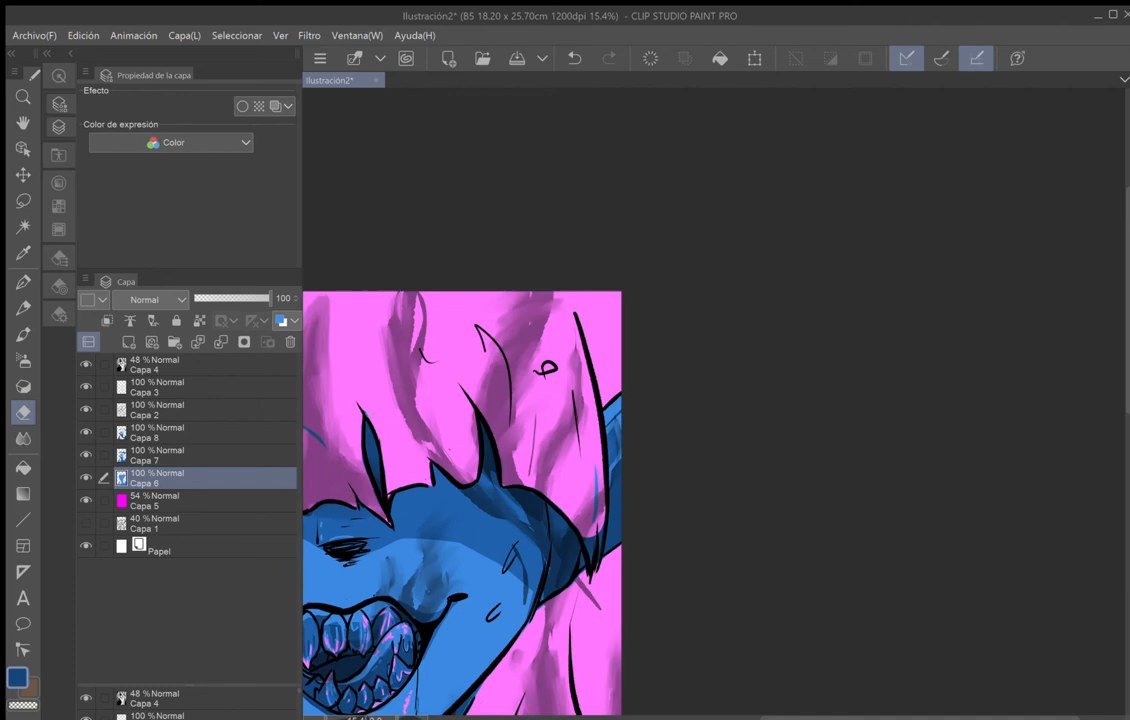 Ilustración2* (B5 18.20 x 25.70cm 1200dpi 15.4%) - CLIP STUDIO PAINT PRO
Archivo(F) Edición Animación Capa(L) Seleccionar Ver Filtro Ventana(W) Ayuda(H)
Ilustración2*
Propiedad de la capa
Efecto
Color de expresión
Color
Capa
Normal 100
48 %Normal
Capa 4
100 %Normal
Capa 3
100 %Normal
Capa 2
100 %Normal
Capa 8
100 %Normal
Capa 7
100 %Normal
Capa 6
54 %Normal
Capa 5
40 %Normal
Capa 1
Papel
48 %Normal
Capa 4
100 %Normal